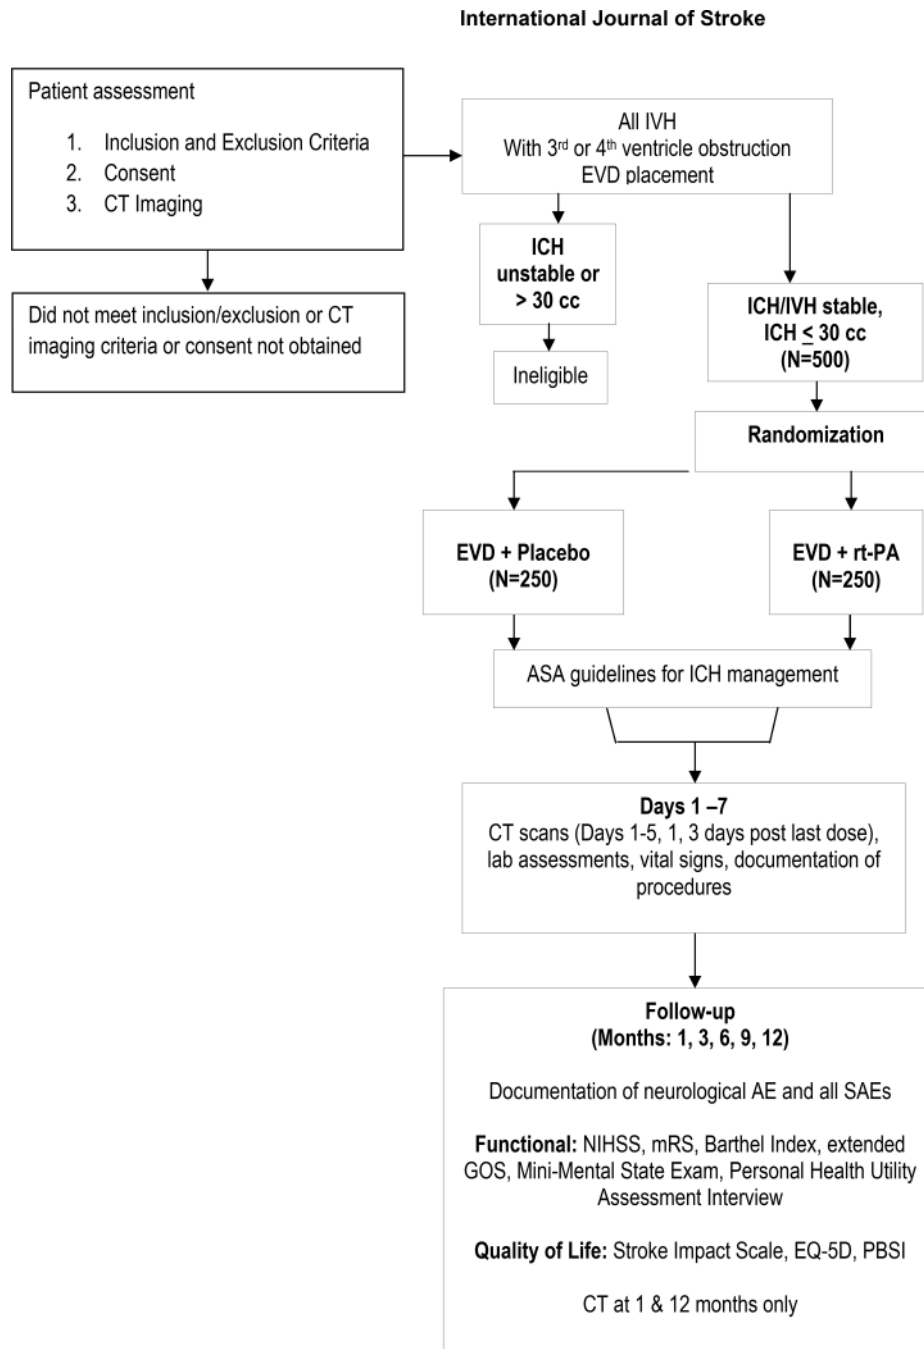 International Journal of Stroke
Patient assessment
1. Inclusion and Exclusion Criteria
2. Consent
3. CT Imaging
All IVH
With 3rd or 4th ventricle obstruction
EVD placement
Did not meet inclusion/exclusion or CT
imaging criteria or consent not obtained
ICH
unstable or
> 30 cc
Ineligible
ICH/IVH stable,
ICH ≤ 30 cc
(N=500)
Randomization
EVD + Placebo
(N=250)
EVD + rt-PA
(N=250)
ASA guidelines for ICH management
Days 1 –7
CT scans (Days 1-5, 1, 3 days post last dose),
lab assessments, vital signs, documentation of
procedures
Follow-up
(Months: 1, 3, 6, 9, 12)
Documentation of neurological AE and all SAEs
Functional: NIHSS, mRS, Barthel Index, extended
GOS, Mini-Mental State Exam, Personal Health Utility
Assessment Interview
Quality of Life: Stroke Impact Scale, EQ-5D, PBSI
CT at 1 & 12 months only